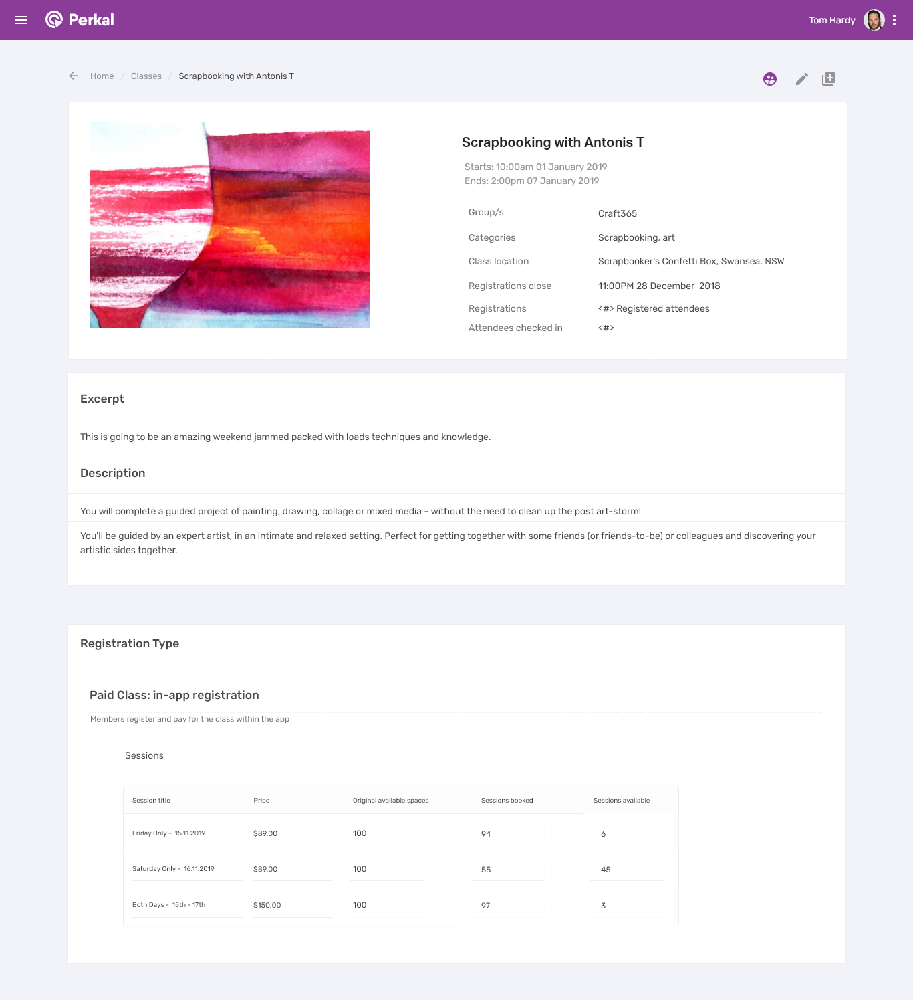 Perkal
Tom Hardy
Home / Classes / Scrapbooking with Antonis T
Scrapbooking with Antonis T
Starts: 10:00am 01 January 2019
Ends: 2:00pm 07 January 2019
Group/s Craft365
Categories Scrapbooking, art
Class location Scrapbooker's Confetti Box, Swansea, NSW
Registrations close 11:00PM 28 December 2018
Registrations <#> Registered attendees
Attendees checked in <#>
Excerpt
This is going to be an amazing weekend jammed packed with loads techniques and knowledge.
Description
You will complete a guided project of painting, drawing, collage or mixed media - without the need to clean up the post art-storm!
You'll be guided by an expert artist, in an intimate and relaxed setting. Perfect for getting together with some friends (or friends-to-be) or colleagues and discovering your
artistic sides together.
Registration Type
Paid Class: in-app registration
Members register and pay for the class within the app
Sessions
Session title Price Original available spaces Sessions booked Sessions available
Friday Only - 15.11.2019 $89.00 100 94 6
Saturday Only - 16.11.2019 $89.00 100 55 45
Both Days - 15th - 17th $150.00 100 97 3